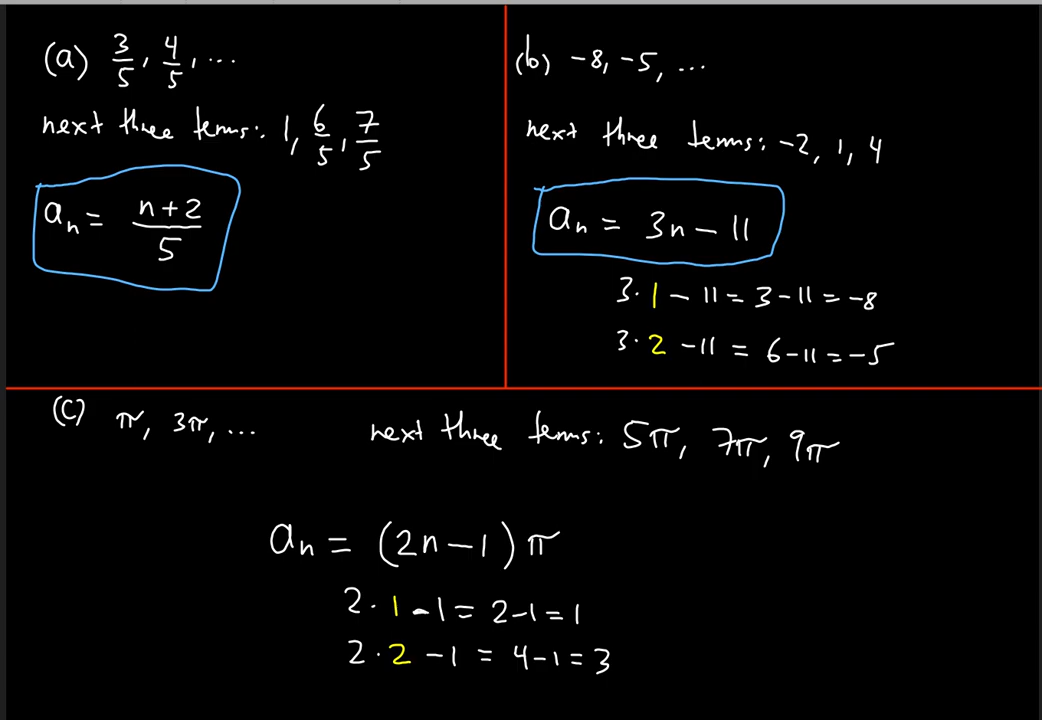 (a) 3/5, 4/5, ...
next three terms: 1, 6/5, 7/5
aₙ = (n+2)/5
(b) -8, -5, ...
next three terms: -2, 1, 4
aₙ = 3n - 11
3·1 - 11 = 3-11 = -8
3·2 - 11 = 6-11 = -5
(c) π, 3π, ... next three terms: 5π, 7π, 9π
aₙ = (2n-1)π
2·1 - 1 = 2-1 = 1
2·2 - 1 = 4-1 = 3